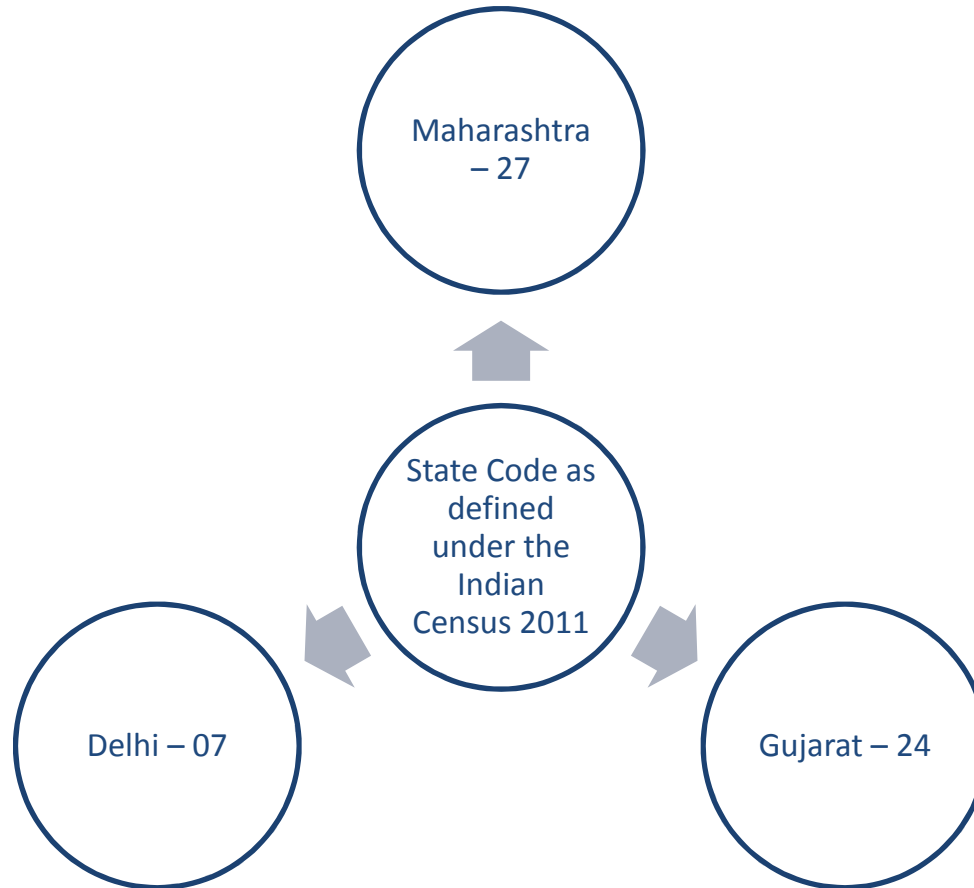 Maharashtra
– 27
State Code as
defined
under the
Indian
Census 2011
Delhi – 07
Gujarat – 24